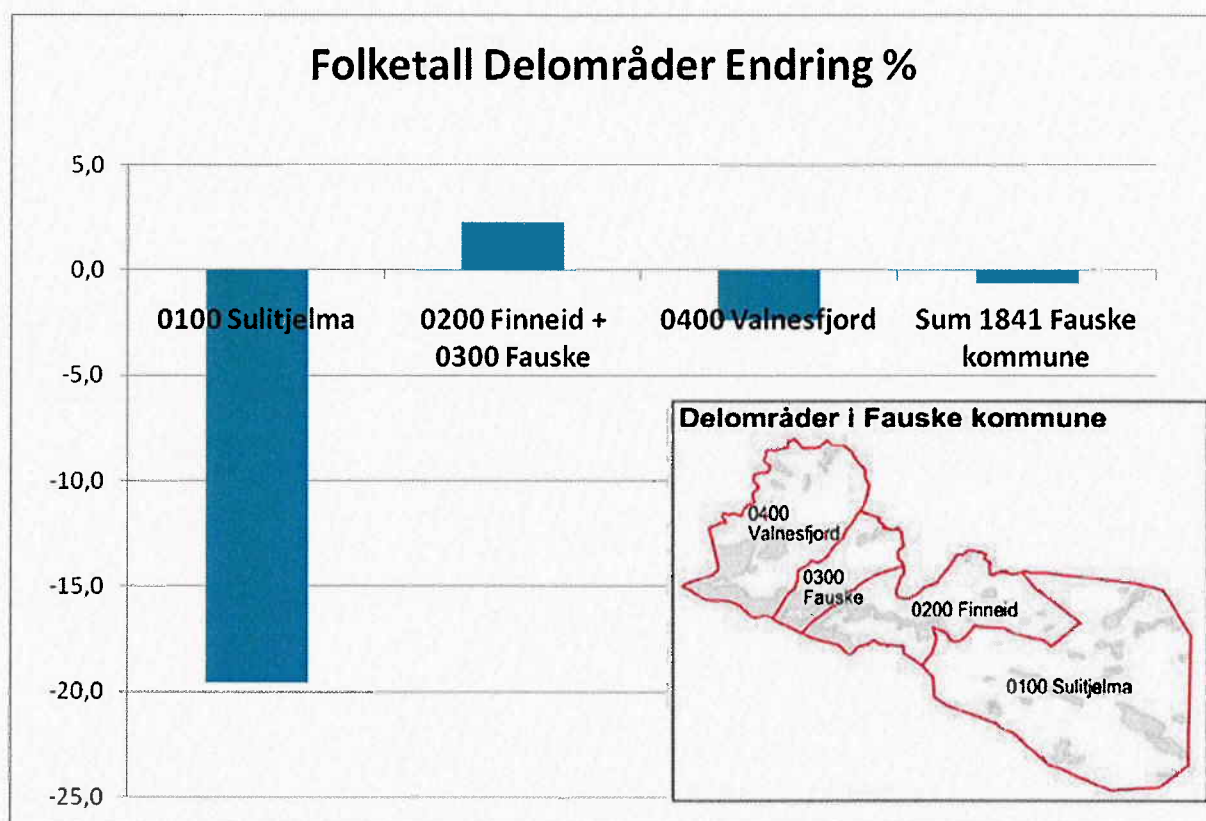 Folketall Delområder Endring %
5,0
0,0
-5,0
-10,0
-15,0
-20,0
-25,0
0100 Sulitjelma
0200 Finneid +
0300 Fauske
0400 Valnesfjord
Sum 1841 Fauske
kommune
Delområder i Fauske kommune
0400
Valnesfjord
0300
Fauske
0200 Finneid
0100 Sulitjelma